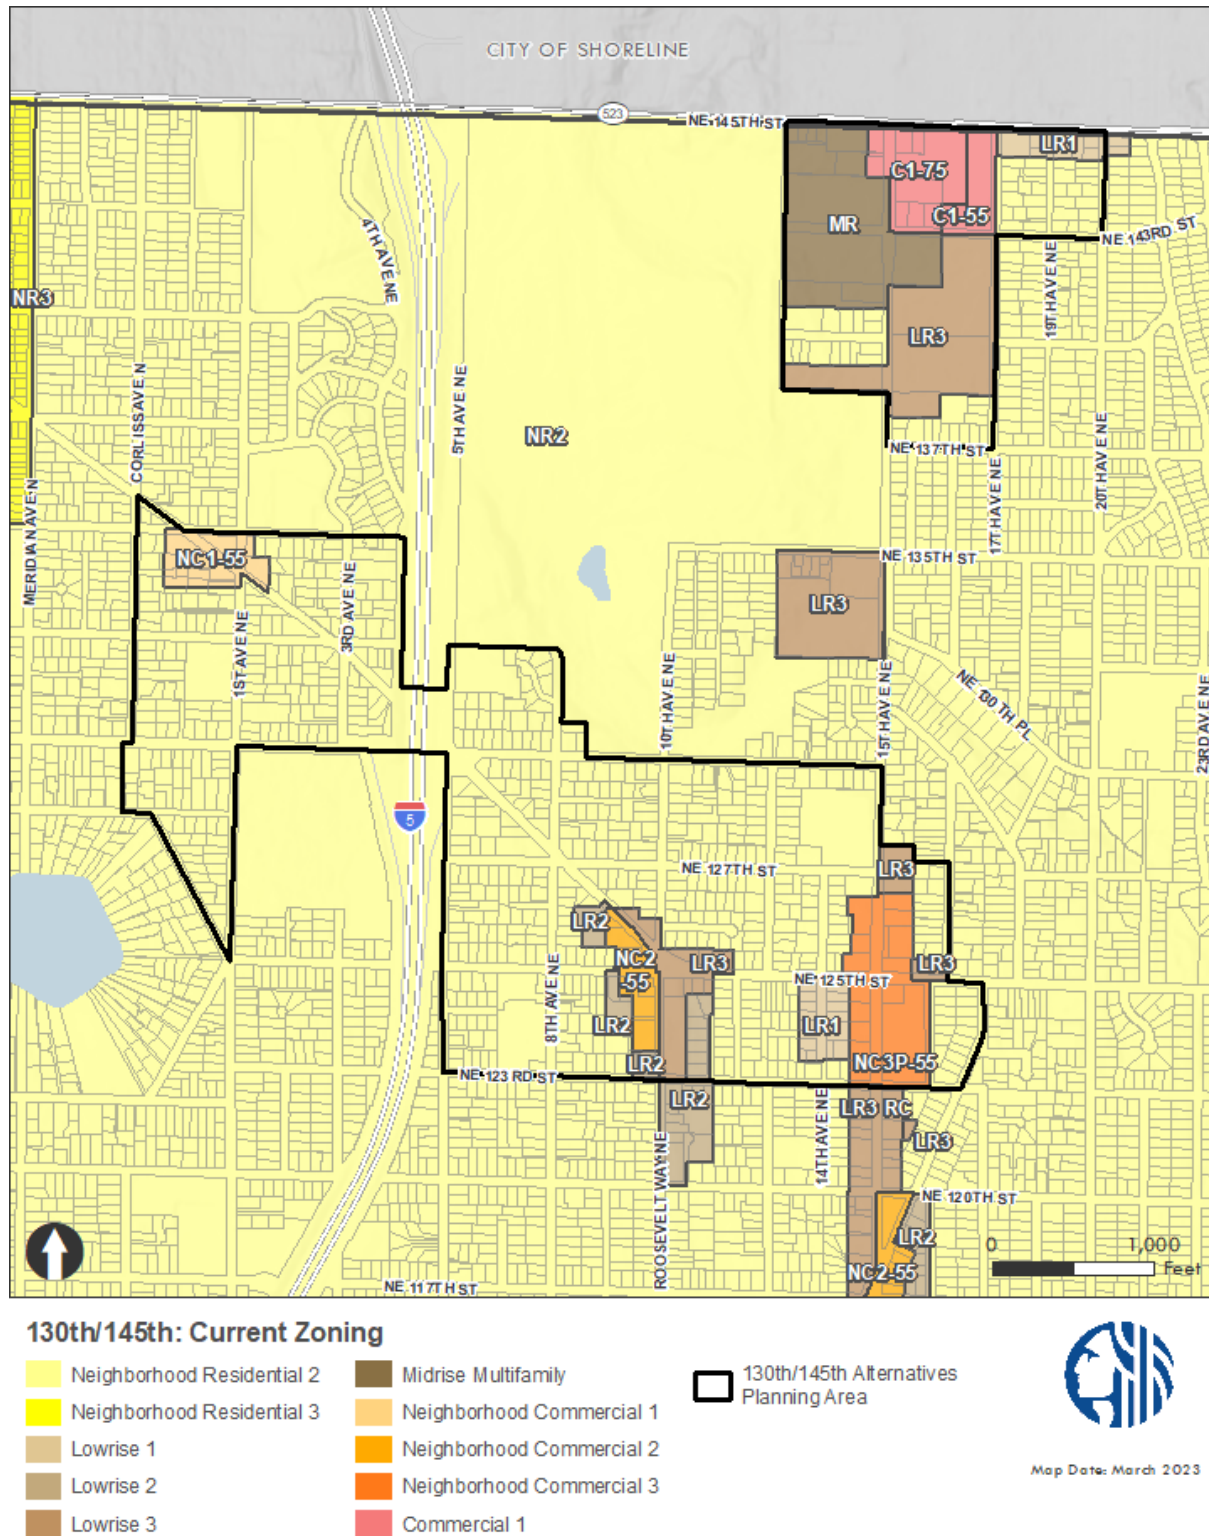 CITY OF SHORELINE
523
NE 145TH ST
LR1
C1-75
C1-55
MR
NE 143RD ST
4TH AVE NE
19TH AVE NE
NR3
LR3
CORLISS AVE N
5TH AVE NE
NR2
NE 137TH ST
20TH AVE NE
17TH AVE NE
MERIDIAN AVE N
NC1-55
NE 135TH ST
3RD AVE NE
LR3
1ST AVE NE
10TH AVE NE
15TH AVE NE
NE 130TH PL
23RD AVE NE
5
NE 127TH ST
LR3
LR2
NC2
-55
LR3
LR3
NE 125TH ST
8TH AVE NE
LR2
LR1
LR2
NC3P-55
NE 123RD ST
LR2
14TH AVE NE
LR3 RC
LR3
ROOSEVELT WAY NE
NE 120TH ST
LR2
NC2-55
0
1,000
Feet
NE 117TH ST
130th/145th: Current Zoning
Neighborhood Residential 2
Neighborhood Residential 3
Lowrise 1
Lowrise 2
Lowrise 3
Midrise Multifamily
Neighborhood Commercial 1
Neighborhood Commercial 2
Neighborhood Commercial 3
Commercial 1
130th/145th Alternatives
Planning Area
Map Date: March 2023